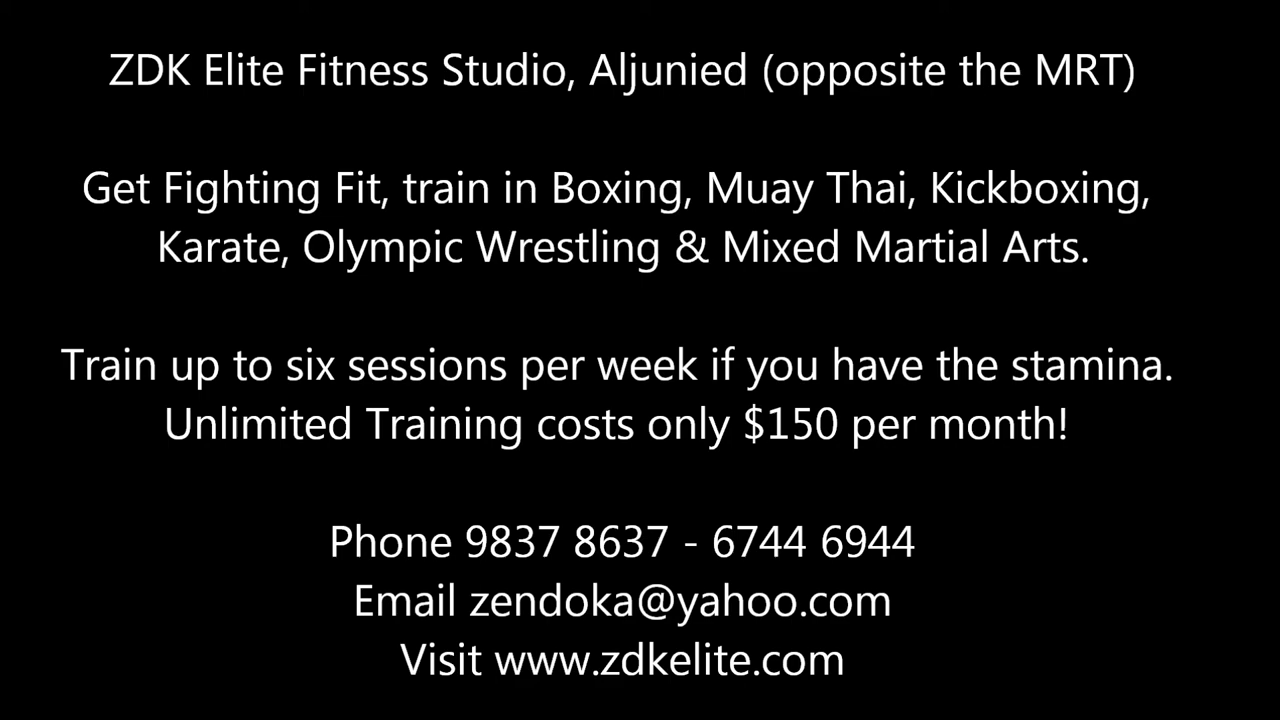 ZDK Elite Fitness Studio, Aljunied (opposite the MRT)
Get Fighting Fit, train in Boxing, Muay Thai, Kickboxing,
Karate, Olympic Wrestling & Mixed Martial Arts.
Train up to six sessions per week if you have the stamina.
Unlimited Training costs only $150 per month!
Phone 9837 8637 - 6744 6944
Email zendoka@yahoo.com
Visit www.zdkelite.com